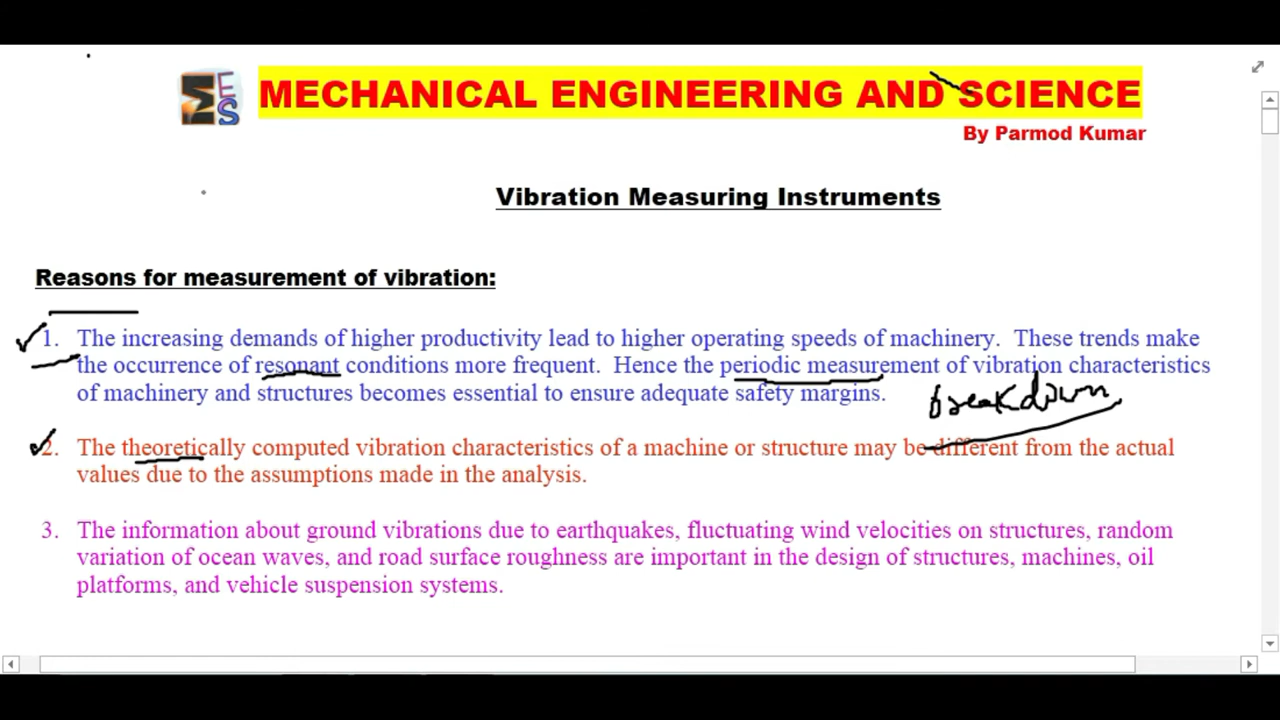 MES
MECHANICAL ENGINEERING AND SCIENCE
By Parmod Kumar
Vibration Measuring Instruments
Reasons for measurement of vibration:
1. The increasing demands of higher productivity lead to higher operating speeds of machinery. These trends make
the occurrence of resonant conditions more frequent. Hence the periodic measurement of vibration characteristics
of machinery and structures becomes essential to ensure adequate safety margins.
breakdown
2. The theoretically computed vibration characteristics of a machine or structure may be different from the actual
values due to the assumptions made in the analysis.
3. The information about ground vibrations due to earthquakes, fluctuating wind velocities on structures, random
variation of ocean waves, and road surface roughness are important in the design of structures, machines, oil
platforms, and vehicle suspension systems.